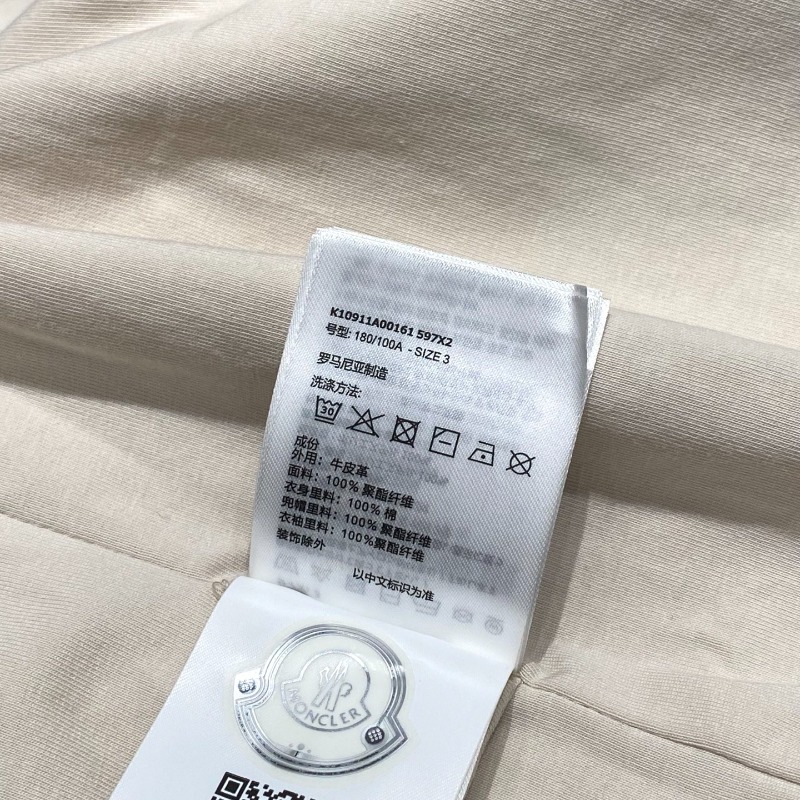 K10911A00161 597X2
号型: 180/100A - SIZE 3
罗马尼亚制造
洗涤方法:
30
成份
外用: 牛皮革
面料: 100% 聚酯纤维
衣身里料: 100% 棉
兜帽里料: 100% 聚酯纤维
衣袖里料: 100%聚酯纤维
装饰除外
以中文标识为准
MONCLER